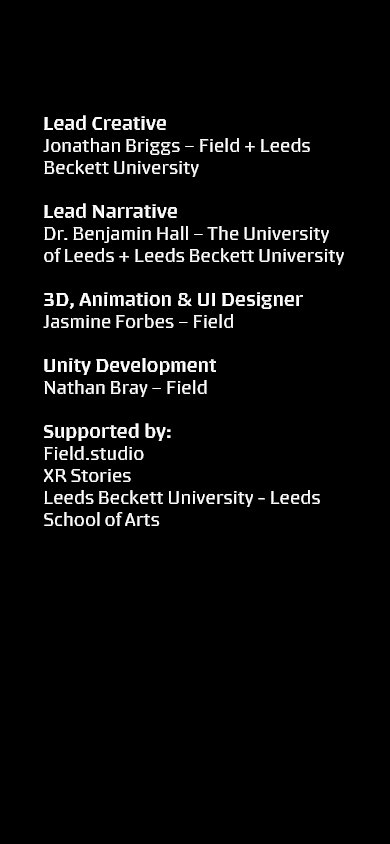 Lead Creative
Jonathan Briggs – Field + Leeds
Beckett University
Lead Narrative
Dr. Benjamin Hall – The University
of Leeds + Leeds Beckett University
3D, Animation & UI Designer
Jasmine Forbes – Field
Unity Development
Nathan Bray – Field
Supported by:
Field.studio
XR Stories
Leeds Beckett University - Leeds
School of Arts